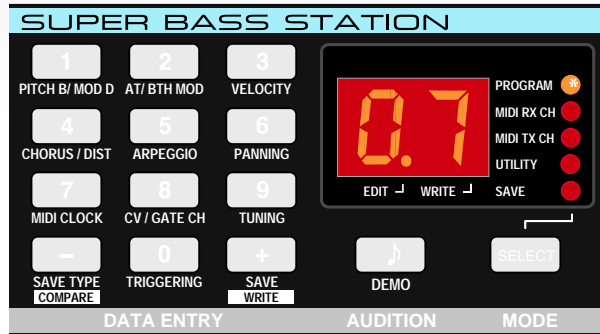 SUPER BASS STATION
1 2 3
PITCH B/ MOD D AT/ BTH MOD VELOCITY
4 5 6
CHORUS / DIST ARPEGGIO PANNING
7 8 9
MIDI CLOCK CV / GATE CH TUNING
– 0 +
SAVE TYPE TRIGGERING SAVE
COMPARE WRITE
DATA ENTRY
0.7
EDIT WRITE
PROGRAM
MIDI RX CH
MIDI TX CH
UTILITY
SAVE
♪ SELECT
DEMO
AUDITION MODE